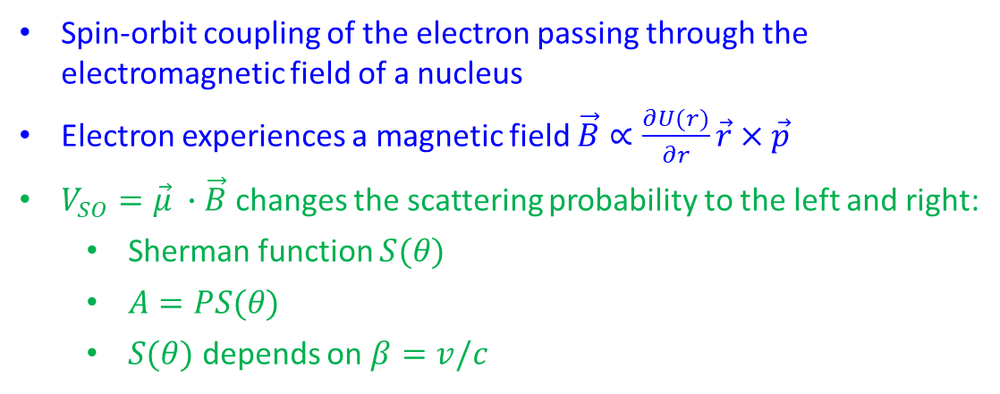 • Spin-orbit coupling of the electron passing through the
electromagnetic field of a nucleus
• Electron experiences a magnetic field $\vec{B} \propto \frac{\partial U(r)}{\partial r} \vec{r} \times \vec{p}$
• $V_{SO} = \vec{\mu} \cdot \vec{B}$ changes the scattering probability to the left and right:
• Sherman function $S(\theta)$
• $A = PS(\theta)$
• $S(\theta)$ depends on $\beta = v/c$